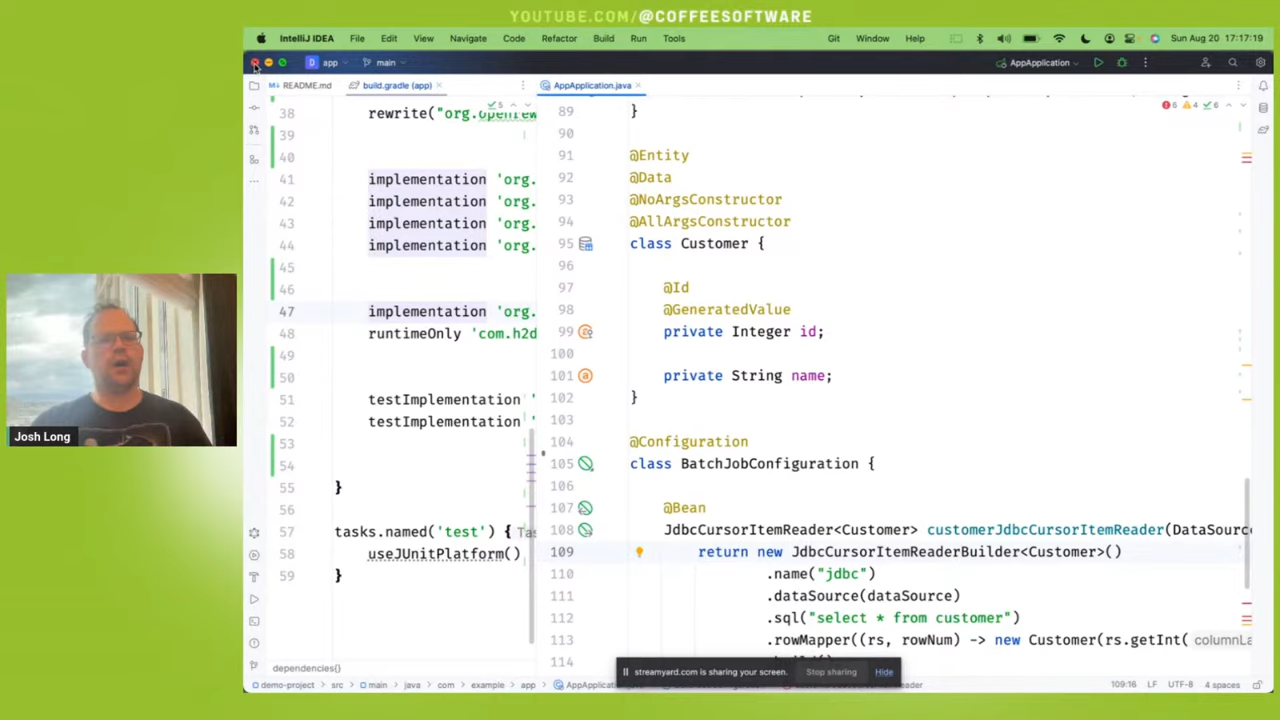 YOUTUBE.COM/@COFFEESOFTWARE
IntelliJ IDEA File Edit View Navigate Code Refactor Build Run Tools Git Window Help Sun Aug 20 17:17:19
D app main AppApplication
README.md build.gradle (app) AppApplication.java
38 rewrite("org.openrew
39
40
41 implementation 'org.
42 implementation 'org.
43 implementation 'org.
44 implementation 'org.
45
46
47 implementation 'org.
48 runtimeOnly 'com.h2d
49
50
51 testImplementation '
52 testImplementation
53
54
55 }
56
57 tasks.named('test') { Ta
58 useJUnitPlatform()
59 }
5
dependencies{}
6 4 6
89 }
90
91 @Entity
92 @Data
93 @NoArgsConstructor
94 @AllArgsConstructor
95 class Customer {
96
97 @Id
98 @GeneratedValue
99 private Integer id;
100
101 private String name;
102 }
103
104 @Configuration
105 class BatchJobConfiguration {
106
107 @Bean
108 JdbcCursorItemReader<Customer> customerJdbcCursorItemReader(DataSourc
109 return new JdbcCursorItemReaderBuilder<Customer>()
110 .name("jdbc")
111 .dataSource(dataSource)
112 .sql("select * from customer")
113 .rowMapper((rs, rowNum) -> new Customer(rs.getInt( columnLa
114
Josh Long
streamyard.com is sharing your screen. Stop sharing Hide
demo-project src main java com example app AppApplication 109:16 LF UTF-8 4 spaces